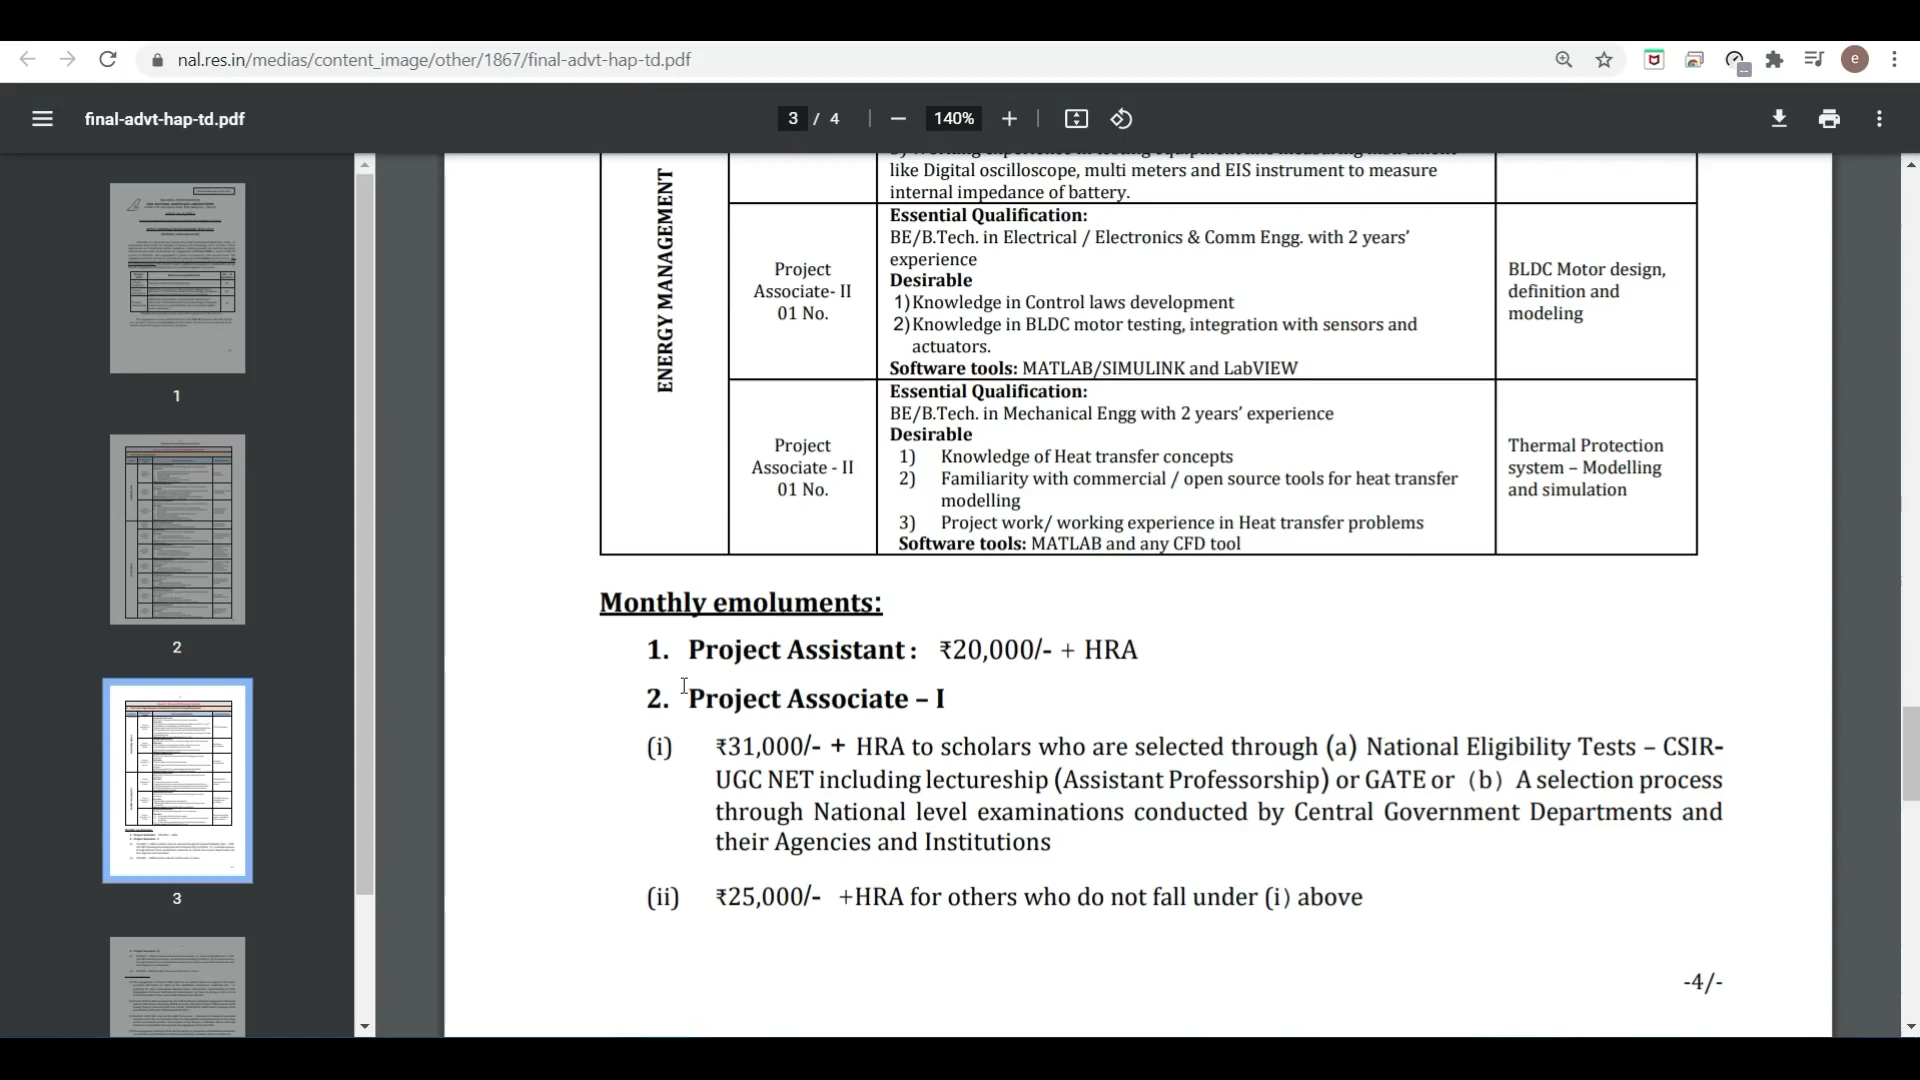 nal.res.in/medias/content_image/other/1867/final-advt-hap-td.pdf
e
final-advt-hap-td.pdf
3 / 4
140%
1
2
3
ENERGY MANAGEMENT
like Digital oscilloscope, multi meters and EIS instrument to measure
internal impedance of battery.
Project
Associate- II
01 No.
Essential Qualification:
BE/B.Tech. in Electrical / Electronics & Comm Engg. with 2 years’
experience
Desirable
1) Knowledge in Control laws development
2) Knowledge in BLDC motor testing, integration with sensors and
actuators.
Software tools: MATLAB/SIMULINK and LabVIEW
BLDC Motor design,
definition and
modeling
Project
Associate - II
01 No.
Essential Qualification:
BE/B.Tech. in Mechanical Engg with 2 years’ experience
Desirable
1) Knowledge of Heat transfer concepts
2) Familiarity with commercial / open source tools for heat transfer
modelling
3) Project work/ working experience in Heat transfer problems
Software tools: MATLAB and any CFD tool
Thermal Protection
system – Modelling
and simulation
Monthly emoluments:
1. Project Assistant : ₹20,000/- + HRA
2. Project Associate – I
(i) ₹31,000/- + HRA to scholars who are selected through (a) National Eligibility Tests – CSIR-
UGC NET including lectureship (Assistant Professorship) or GATE or (b) A selection process
through National level examinations conducted by Central Government Departments and
their Agencies and Institutions
(ii) ₹25,000/- +HRA for others who do not fall under (i) above
-4/-